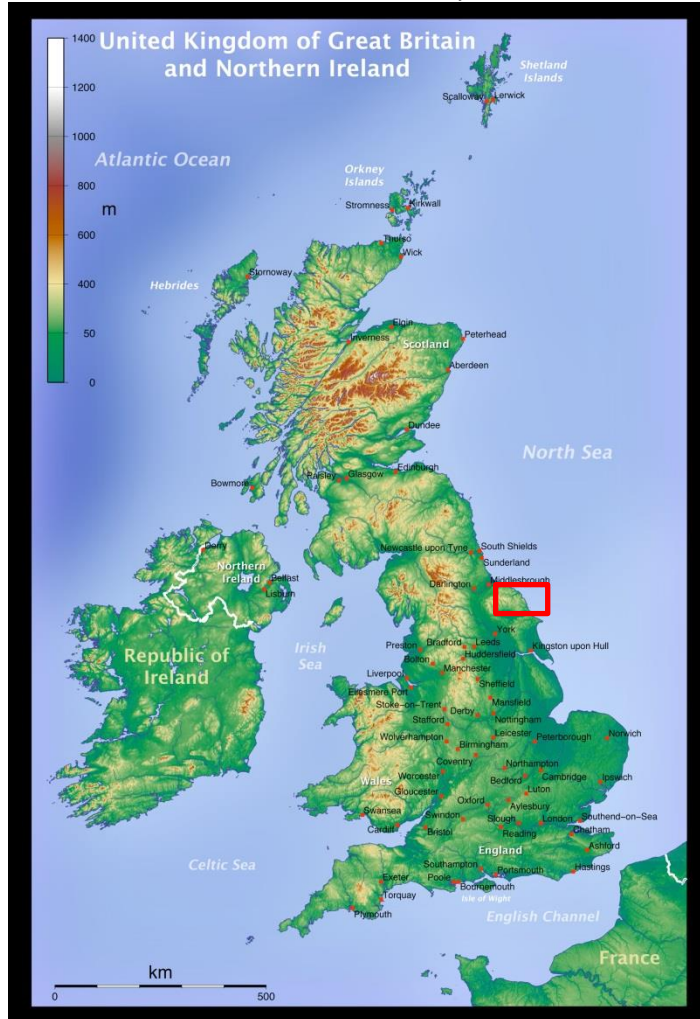 United Kingdom of Great Britain
and Northern Ireland
1400
1200
1000
800
m
600
400
200
50
0
Shetland
Islands
Scalloway
Lerwick
Atlantic Ocean
Orkney
Islands
Stromness
Kirkwall
Thurso
Wick
Stornoway
Hebrides
Elgin
Peterhead
Inverness
Scotland
Aberdeen
Dundee
North Sea
Edinburgh
Paisley
Glasgow
Bowmore
Derry
Newcastle upon Tyne
South Shields
Sunderland
Northern
Ireland
Belfast
Lisburn
Darlington
Middlesbrough
York
Irish
Sea
Preston
Bradford
Leeds
Kingston upon Hull
Republic of
Ireland
Huddersfield
Bolton
Manchester
Liverpool
Sheffield
Ellesmere Port
Stoke-on-Trent
Mansfield
Derby
Stafford
Nottingham
Wolverhampton
Leicester
Peterborough
Norwich
Birmingham
Coventry
Northampton
Wales
Worcester
Bedford
Cambridge
Ipswich
Gloucester
Luton
Oxford
Aylesbury
Swansea
Swindon
Slough
London
Southend-on-Sea
Cardiff
Bristol
Reading
Chatham
England
Ashford
Celtic Sea
Southampton
Portsmouth
Hastings
Exeter
Poole
Bournemouth
Torquay
Isle of Wight
Plymouth
English Channel
France
km
0
500